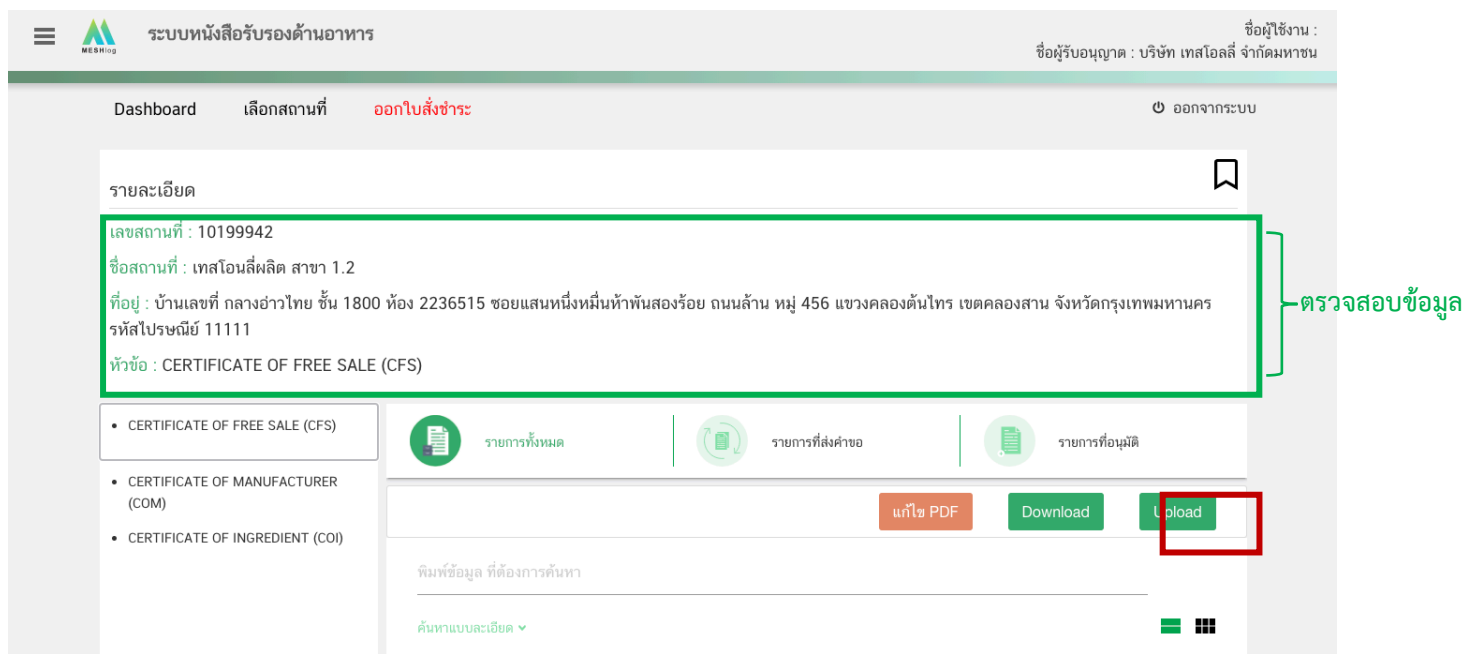 ระบบหนังสือรับรองด้านอาหาร
MESHlog
ชื่อผู้ใช้งาน :
ชื่อผู้รับอนุญาต : บริษัท เทสโอลลี่ จำกัดมหาชน
Dashboard เลือกสถานที่ ออกใบสั่งชำระ ออกจากระบบ
รายละเอียด
เลขสถานที่ : 10199942
ชื่อสถานที่ : เทสโอนลี่ผลิต สาขา 1.2
ที่อยู่ : บ้านเลขที่ กลางอ่าวไทย ชั้น 1800 ห้อง 2236515 ซอยแสนหนึ่งหมื่นห้าพันสองร้อย ถนนล้าน หมู่ 456 แขวงคลองต้นไทร เขตคลองสาน จังหวัดกรุงเทพมหานคร
รหัสไปรษณีย์ 11111
หัวข้อ : CERTIFICATE OF FREE SALE (CFS)
ตรวจสอบข้อมูล
• CERTIFICATE OF FREE SALE (CFS)
• CERTIFICATE OF MANUFACTURER
(COM)
• CERTIFICATE OF INGREDIENT (COI)
รายการทั้งหมด รายการที่ส่งคำขอ รายการที่อนุมัติ
แก้ไข PDF Download Upload
พิมพ์ข้อมูล ที่ต้องการค้นหา
ค้นหาแบบละเอียด